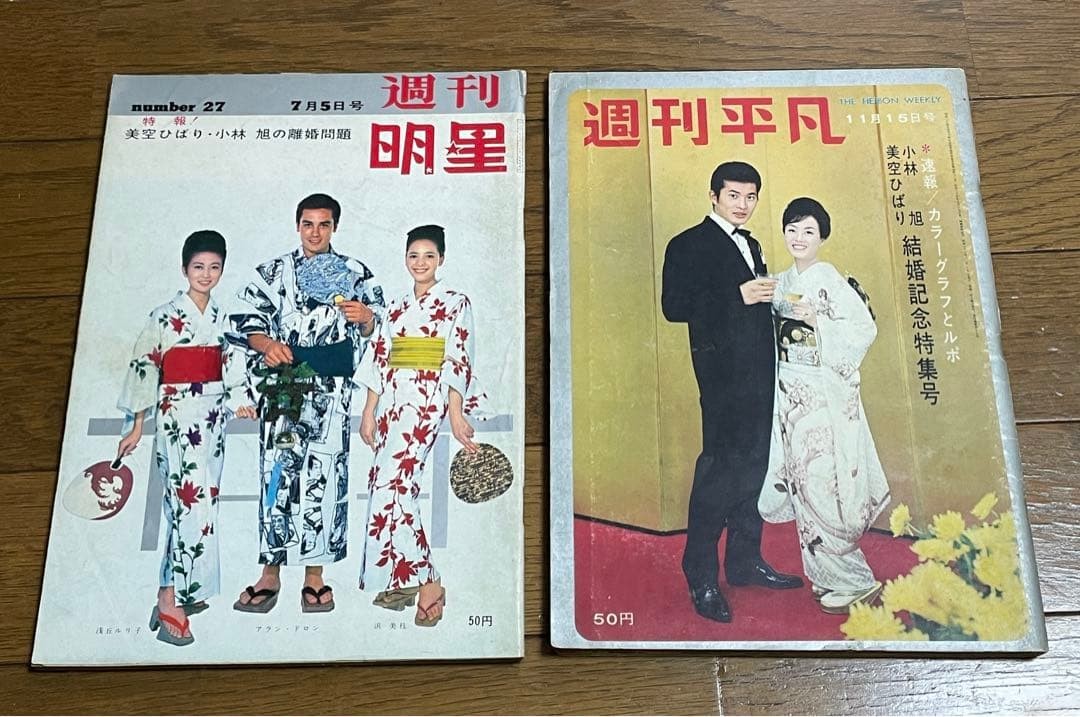 number 27
7月5日号
週刊
明星
特報!
美空ひばり・小林 旭の離婚問題
浅丘ルリ子
アラン・ドロン
浜 美枝
50円
THE HEIBON WEEKLY
週刊平凡
11月15日号
*速報/カラーグラフとルポ
小林 旭
美空ひばり
結婚記念特集号
50円